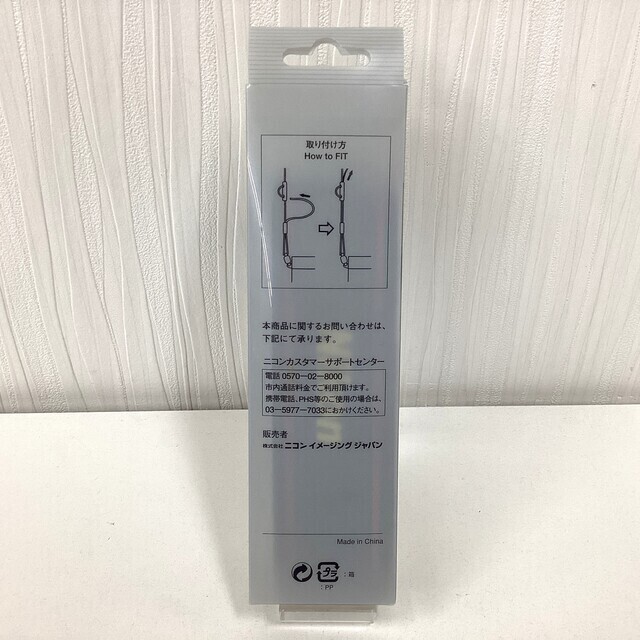 取り付け方
How to FIT
本商品に関するお問い合わせは、
下記にて承ります。
ニコンカスタマーサポートセンター
電話 0570—02—8000
市内通話料金でご利用頂けます。
携帯電話、PHS等のご使用の場合は、
03—5977—7033におかけください。
販売者
株式会社 ニコン イメージング ジャパン
Made in China
プラ : 箱
: PP